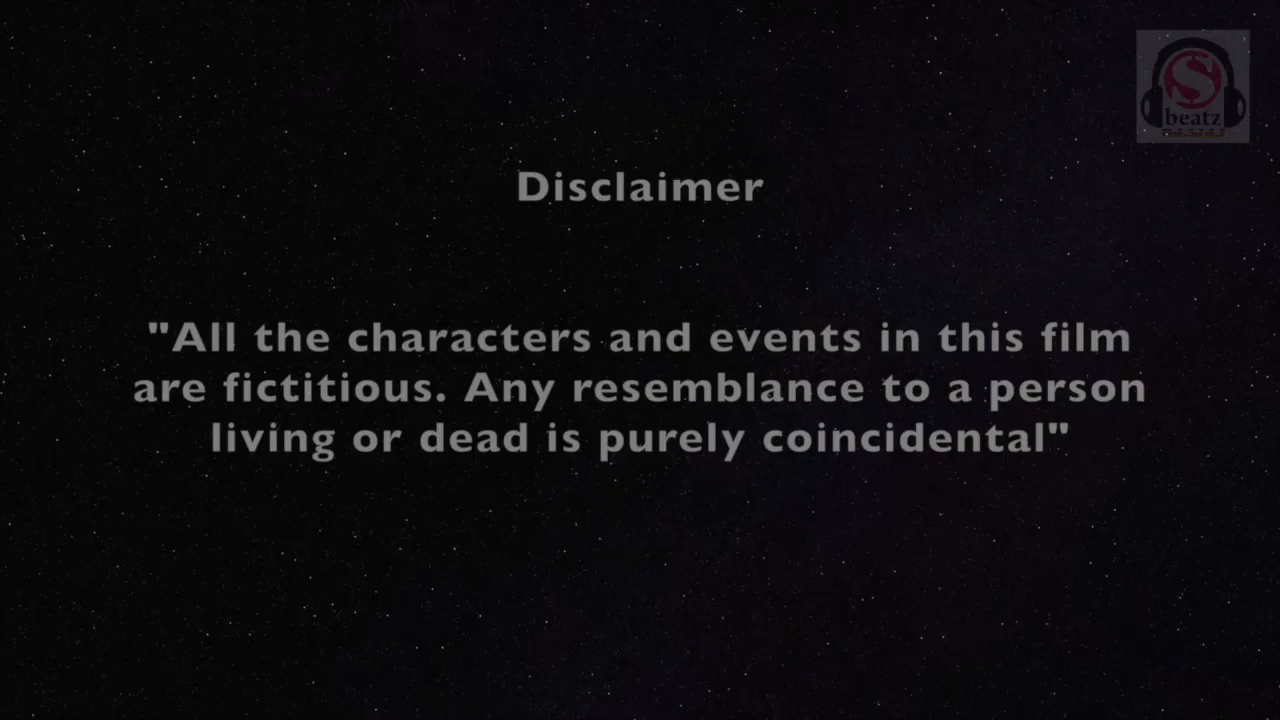 S
beatz
Disclaimer
"All the characters and events in this film
are fictitious. Any resemblance to a person
living or dead is purely coincidental"